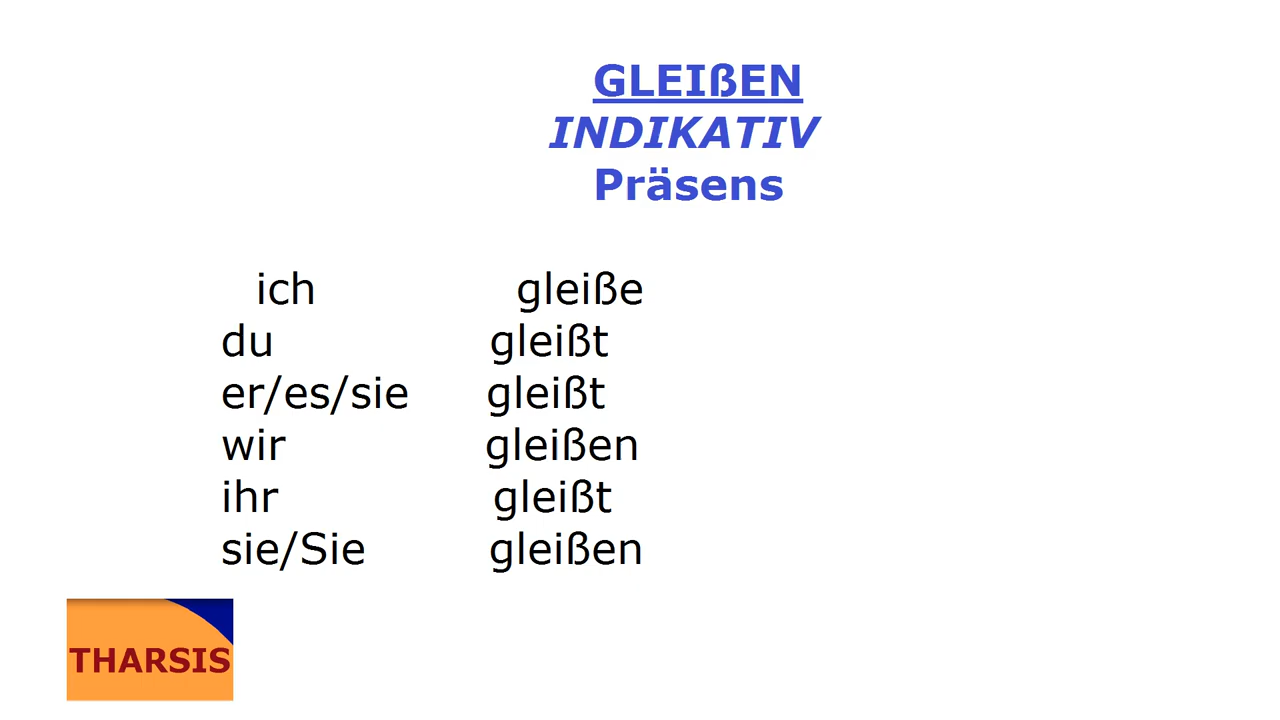 GLEIßEN
INDIKATIV
Präsens
ich gleiße
du gleißt
er/es/sie gleißt
wir gleißen
ihr gleißt
sie/Sie gleißen
THARSIS